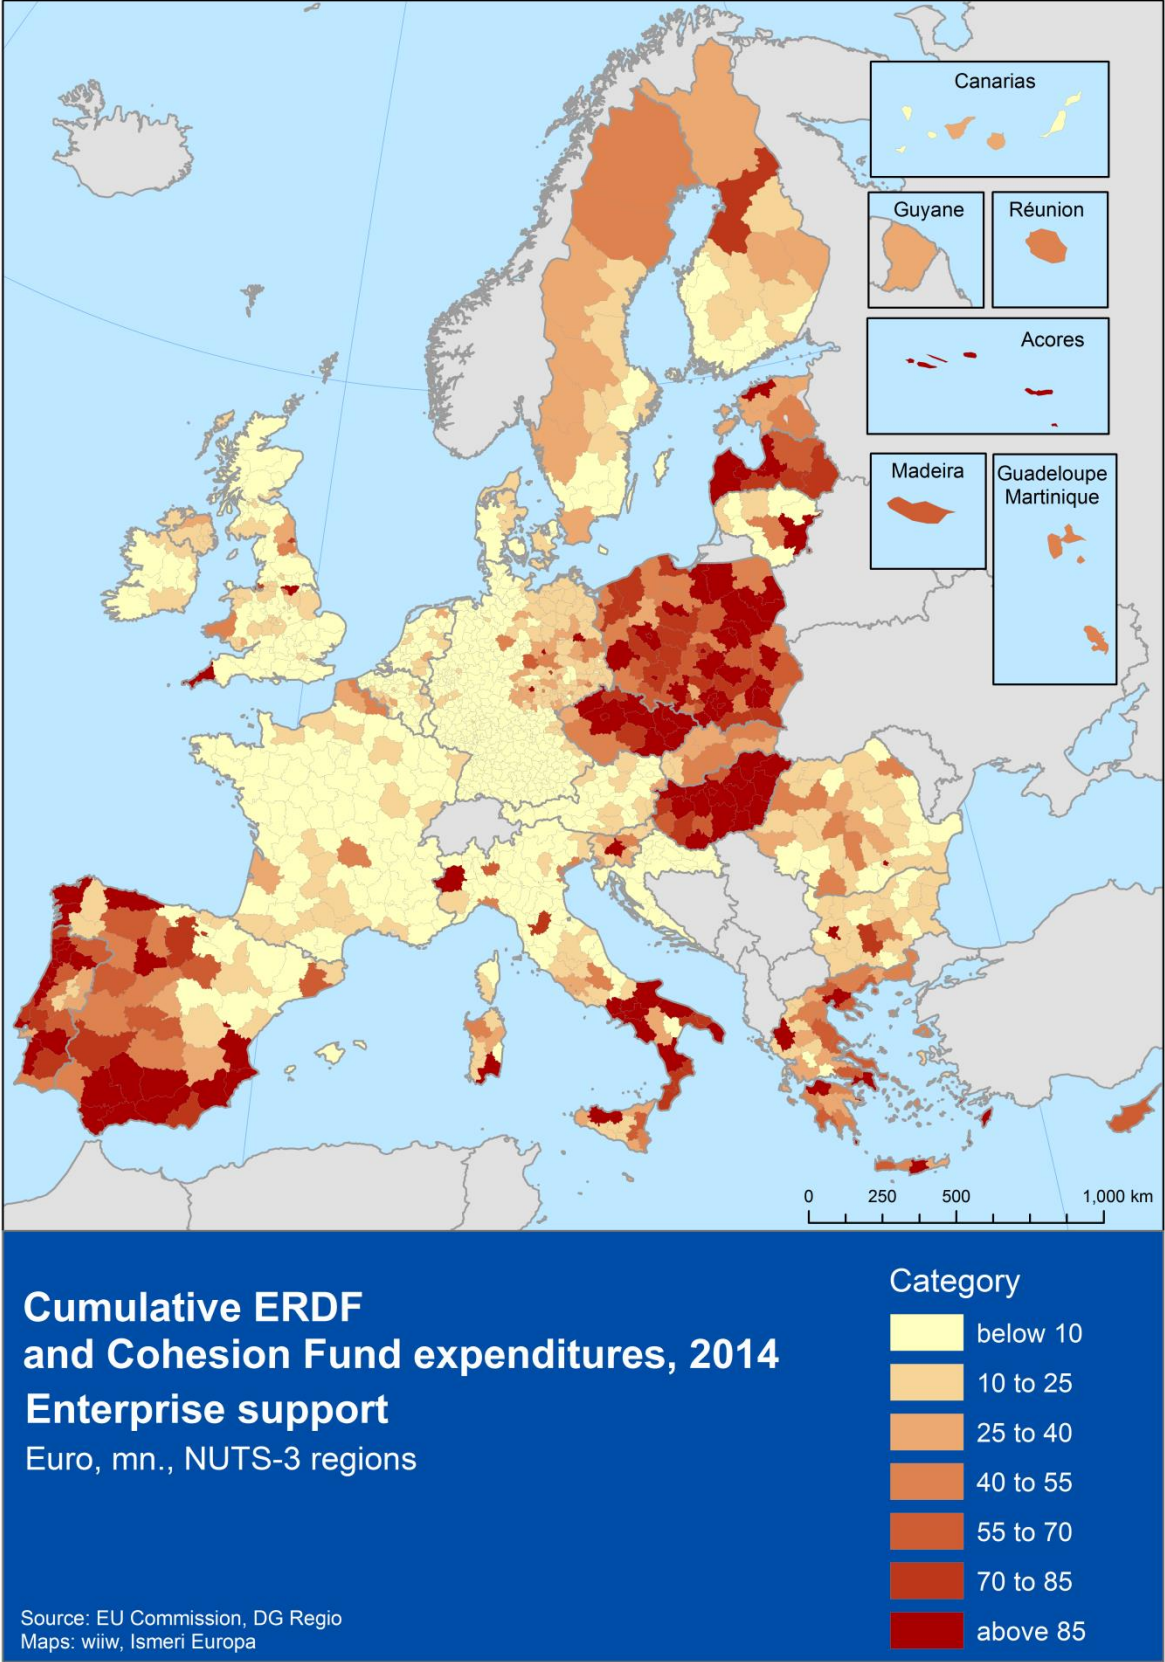 Canarias
Guyane
Réunion
Acores
Madeira
Guadeloupe
Martinique
0 250 500 1,000 km
Cumulative ERDF
and Cohesion Fund expenditures, 2014
Enterprise support
Euro, mn., NUTS-3 regions
Category
below 10
10 to 25
25 to 40
40 to 55
55 to 70
70 to 85
above 85
Source: EU Commission, DG Regio
Maps: wiiw, Ismeri Europa